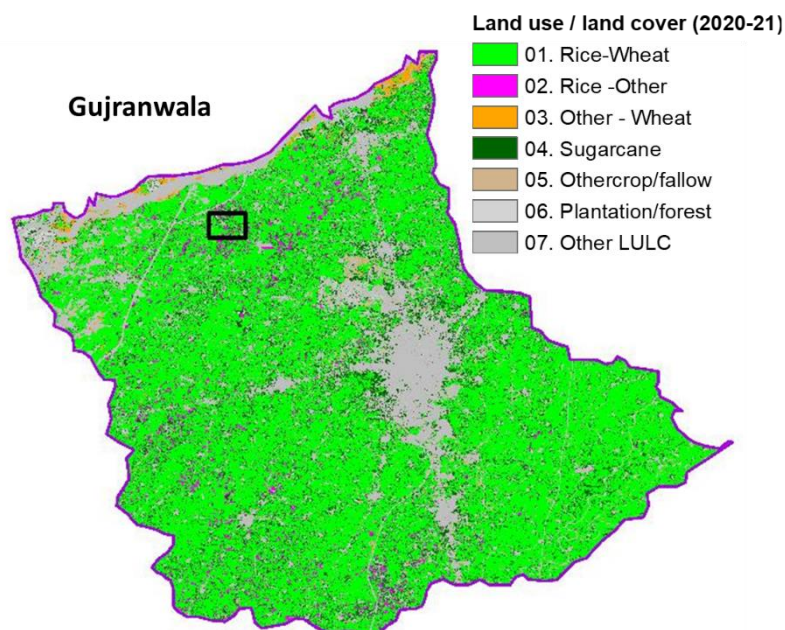 Land use / land cover (2020-21)
01. Rice-Wheat
02. Rice -Other
03. Other - Wheat
04. Sugarcane
05. Othercrop/fallow
06. Plantation/forest
07. Other LULC
Gujranwala